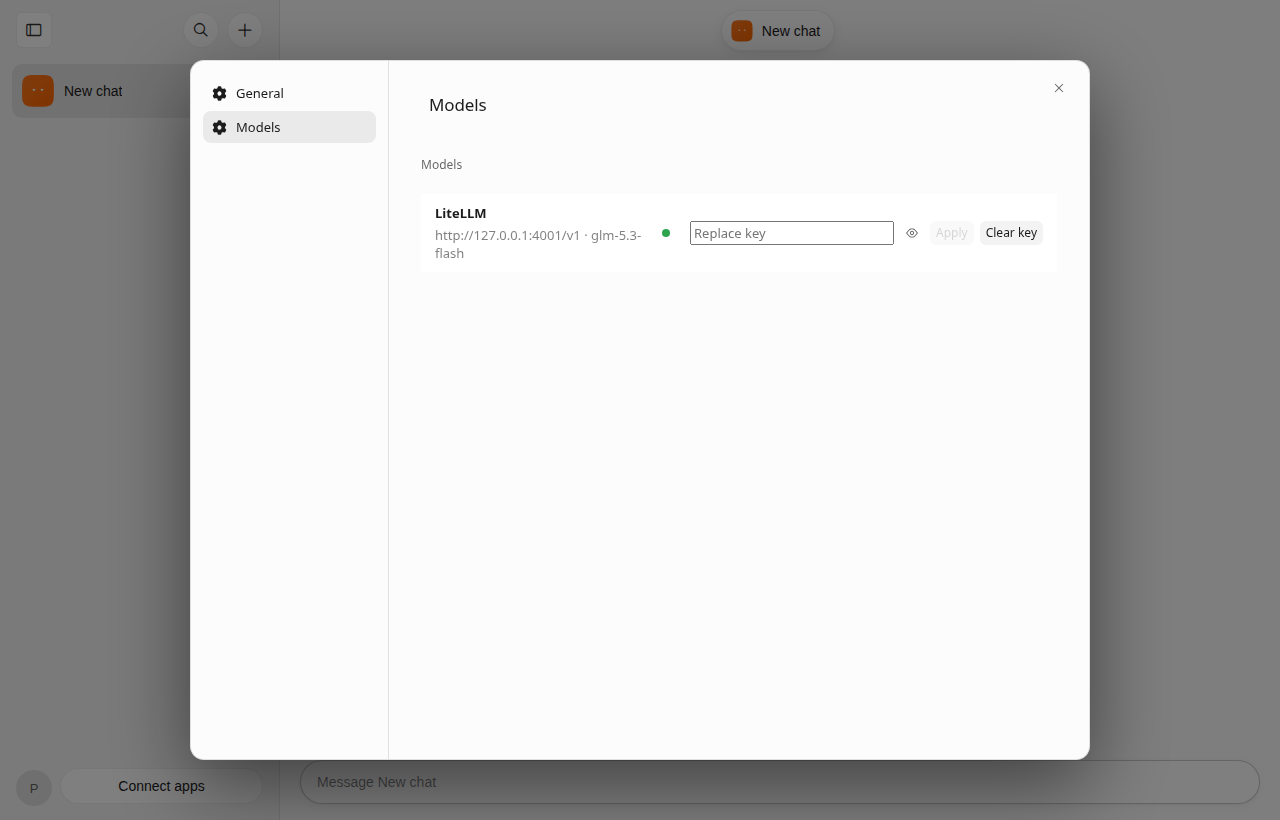 New chat
New chat
General
Models
Models
Models
LiteLLM
http://127.0.0.1:4001/v1 · glm-5.3-
flash
Replace key
Apply
Clear key
P
Connect apps
Message New chat